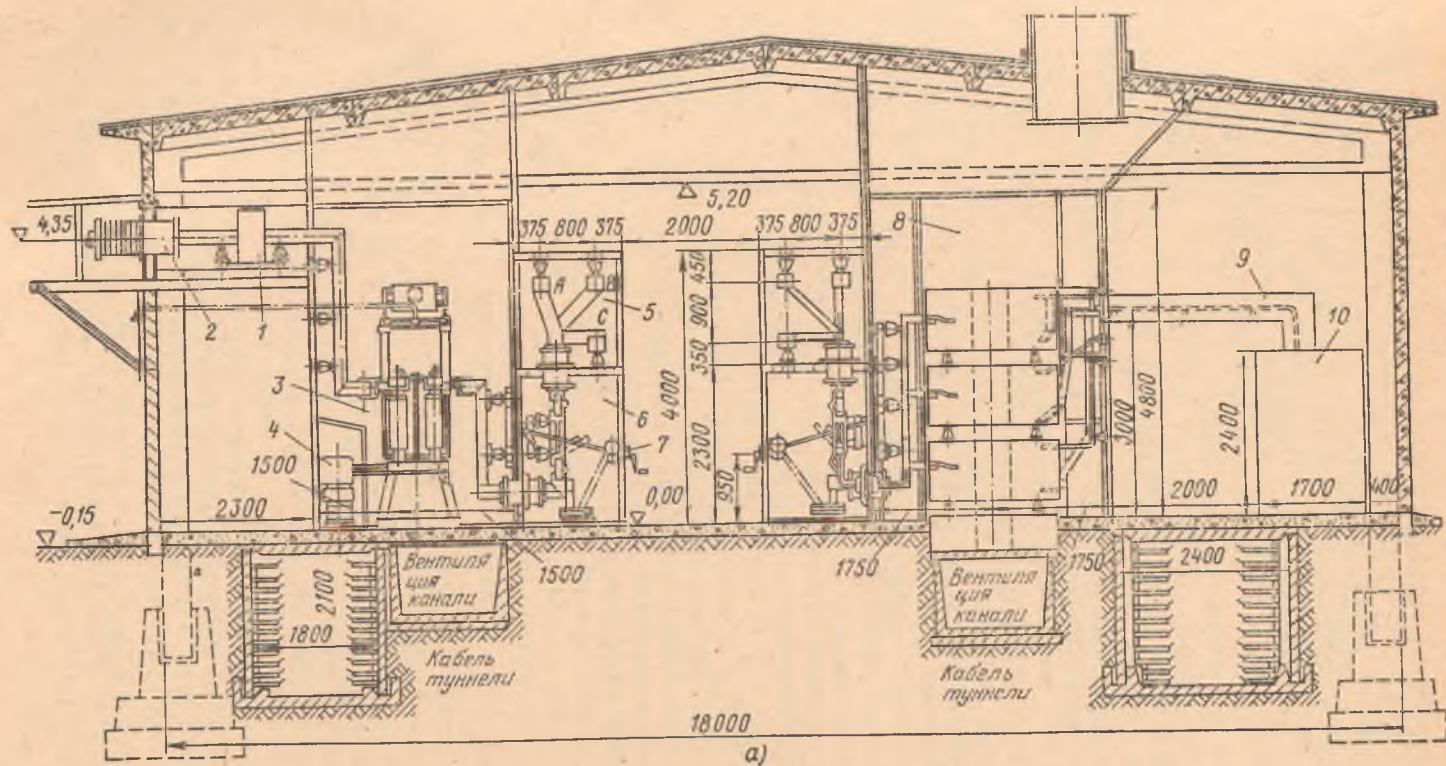 5,20
4,35
375 800 375
2000
375 800 375
8
9
10
2
1
A
B
C
5
450
900
350
4000
2300
950
3
4
1500
6
7
0,00
4800
3000
2400
-0,15
2300
2000
1700
400
1500
1750
1750
2400
2100
1800
Вентиля
ция
канали
Вентиля
ция
канали
Кабель
туннели
Кабель
туннели
18000
а)